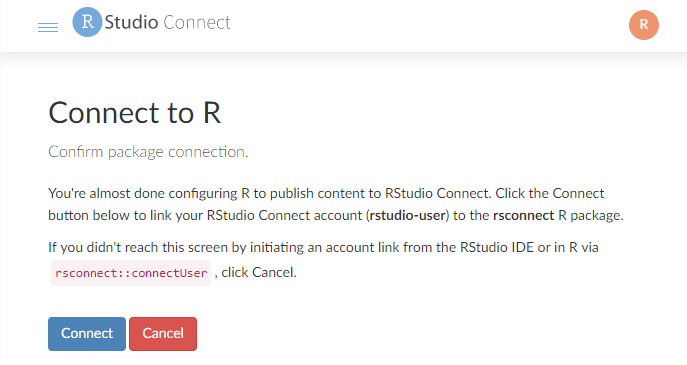 R Studio Connect
R
Connect to R
Confirm package connection.
You're almost done configuring R to publish content to RStudio Connect. Click the Connect
button below to link your RStudio Connect account (rstudio-user) to the rsconnect R package.
If you didn't reach this screen by initiating an account link from the RStudio IDE or in R via
rsconnect::connectUser , click Cancel.
Connect Cancel